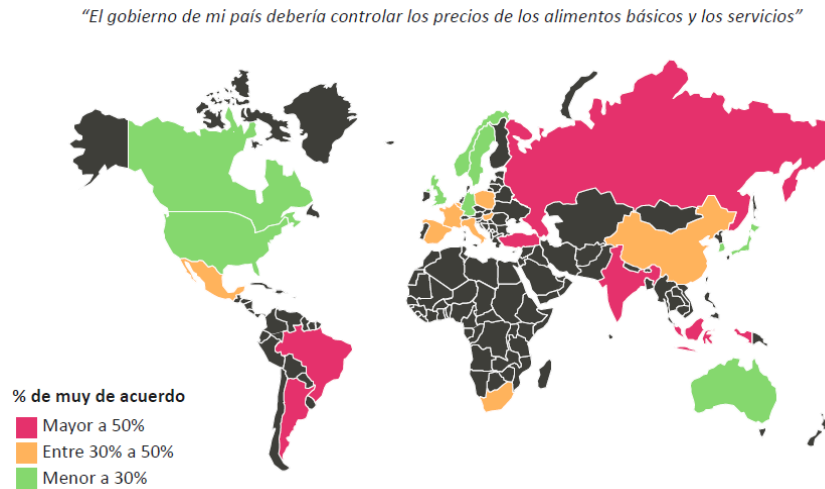 “El gobierno de mi país debería controlar los precios de los alimentos básicos y los servicios”
% de muy de acuerdo
Mayor a 50%
Entre 30% a 50%
Menor a 30%